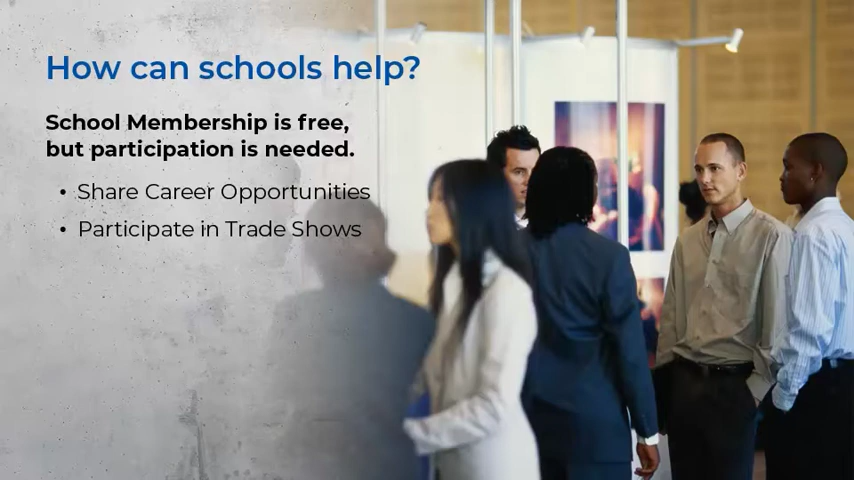 How can schools help?
School Membership is free,
but participation is needed.
• Share Career Opportunities
• Participate in Trade Shows